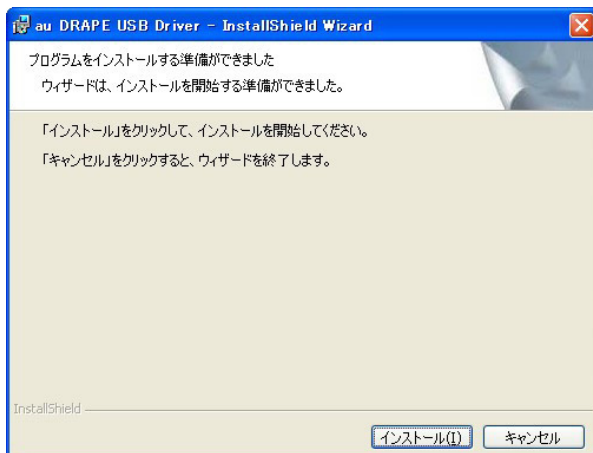 au DRAPE USB Driver - InstallShield Wizard
プログラムをインストールする準備ができました
ウィザードは、インストールを開始する準備ができました。
「インストール」をクリックして、インストールを開始してください。
「キャンセル」をクリックすると、ウィザードを終了します。
InstallShield
インストール(I)
キャンセル